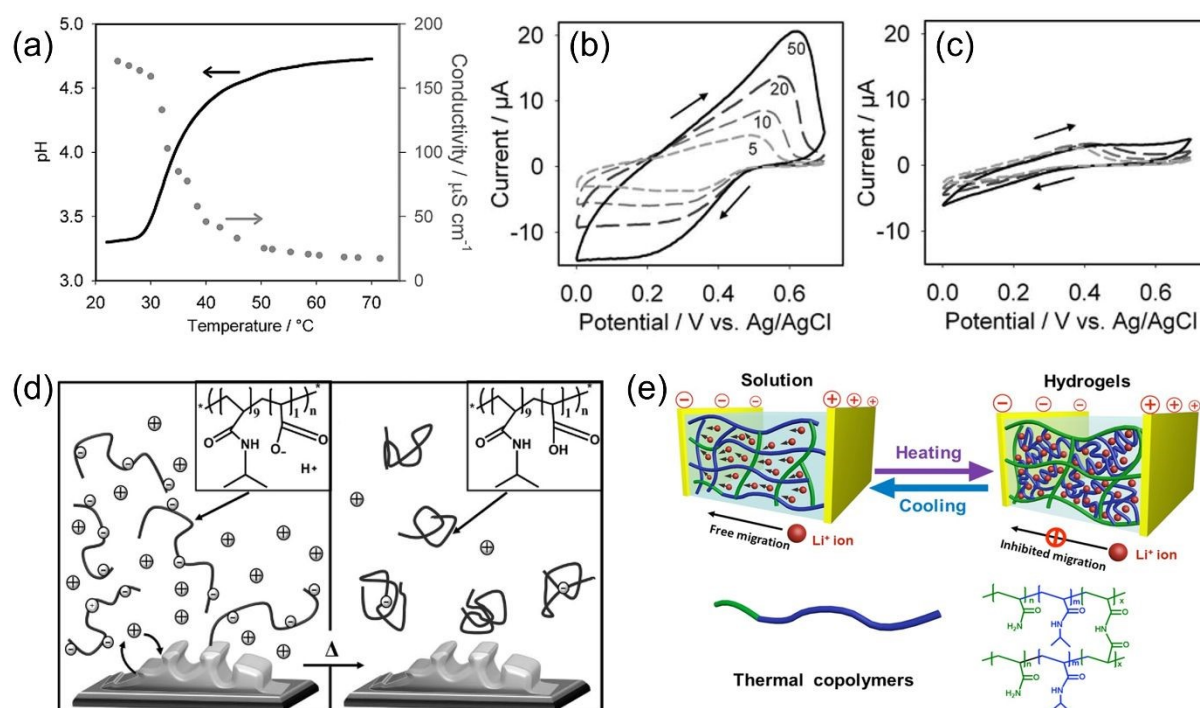 (a)
5.0
4.5
4.0
3.5
3.0
pH
200
150
100
50
0
Conductivity / µS cm⁻¹
22 30 40 50 60 70
Temperature / °C
(b)
20
10
0
-10
Current / µA
50
20
10
5
0.0 0.2 0.4 0.6
Potential / V vs. Ag/AgCl
(c)
20
10
0
-10
Current / µA
0.0 0.2 0.4 0.6
Potential / V vs. Ag/AgCl
(d)
* 9 1 n *
O NH O⁻ O
H+
* 9 1 n *
O NH OH O
Δ
(e)
Solution
Hydrogels
Heating
Cooling
Free migration
Li⁺ ion
Inhibited migration
Li⁺ ion
Thermal copolymers
n m x
H₂N O HN O O
NH
n m x O
H₂N O HN O